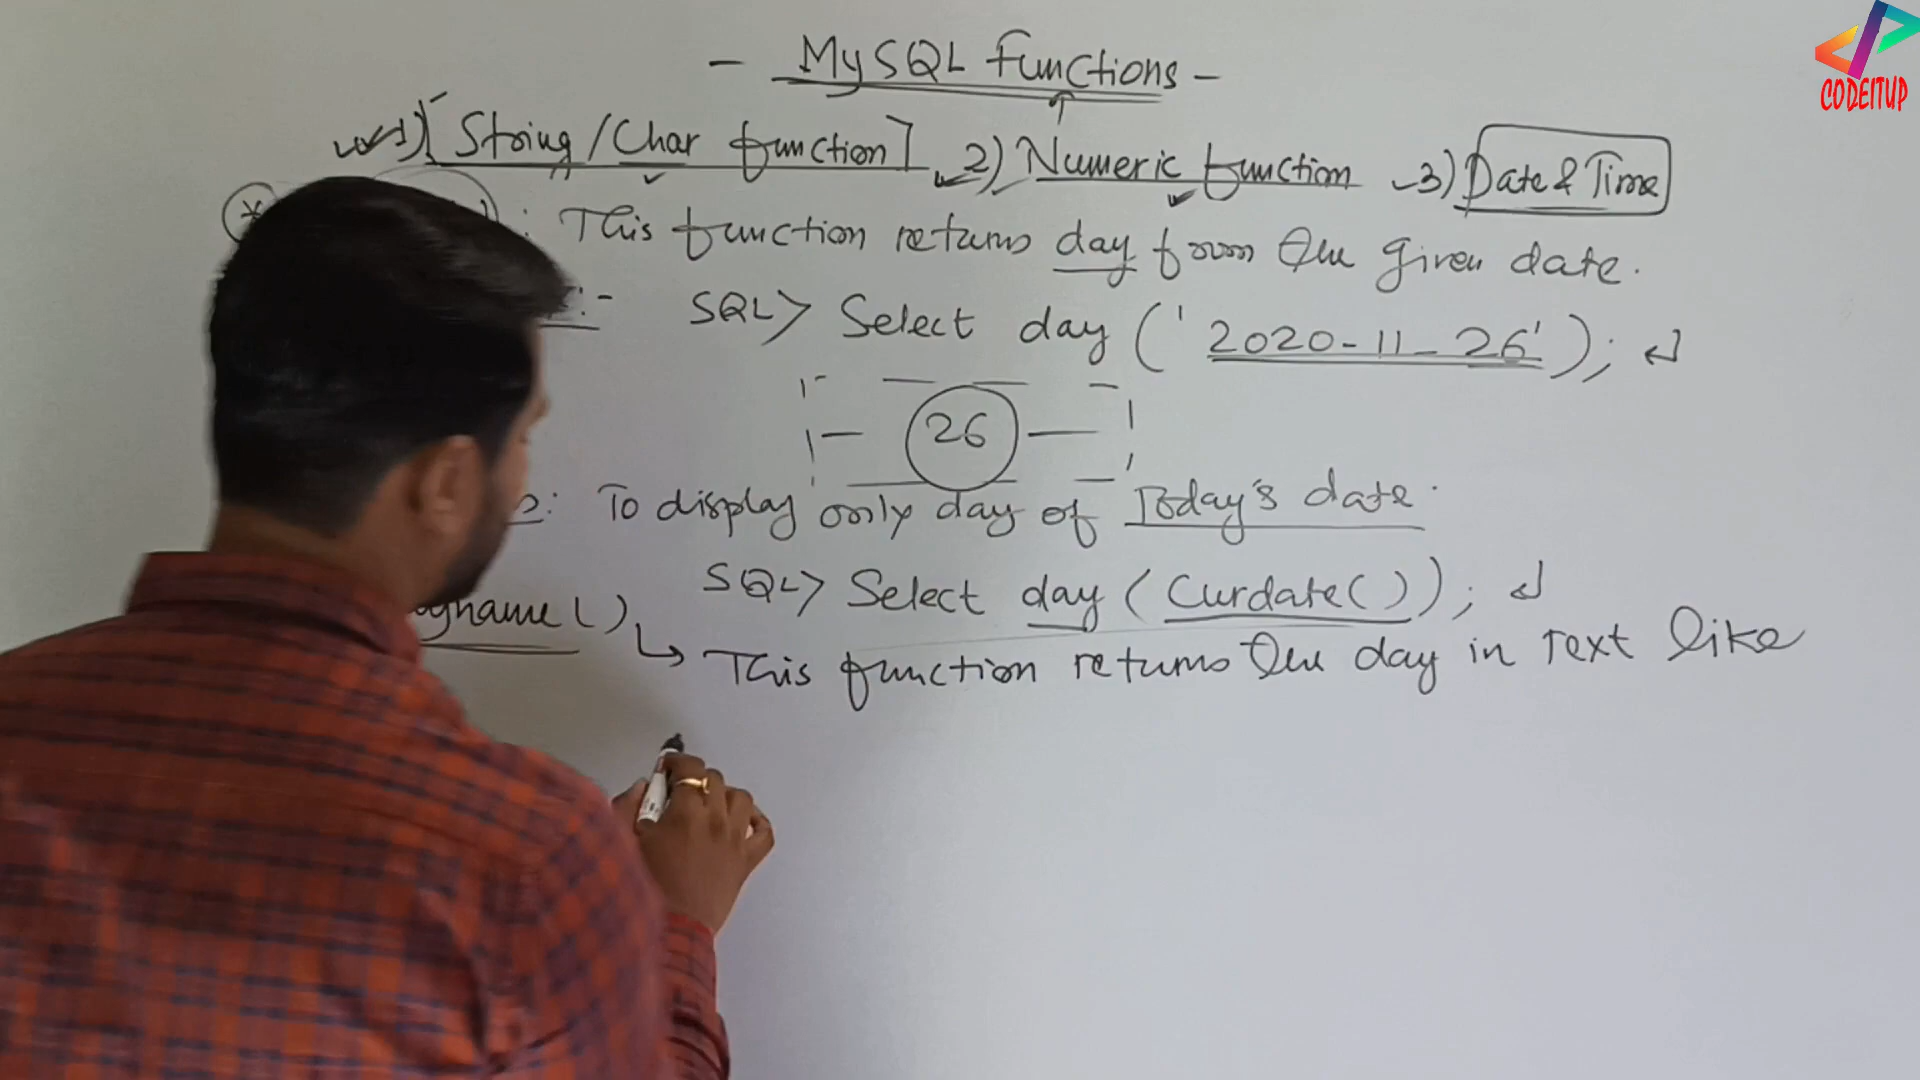 - MySQL Functions -
CODEITUP
1) [String/Char function] 2) Numeric function 3) Date & Time
: This function returns day from the given date.
:- SQL> Select day ('2020-11-26'); ↵
26
: To display only day of Today's date.
SQL> Select day (Curdate()); ↵
ayname()
↳ This function returns the day in text like